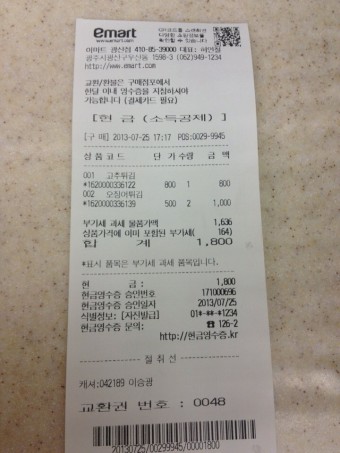 emart
www.emart.com
이마트 광산점 410-85-39000 대표:
광주시광산구우산동 1598-3 (062)949-1234
http://www.emart.com
교환/환불은 구매점포에서
한달 이내 영수증을 지참하셔야
가능합니다 (결제카드 필요)
[현 금 (소득공제)]
[구 매] 2013-07-25 17:17 POS:0029-9945
상품코드 단가 수량 금 액
001 고추튀김
*1620000336122 800 1 800
002 오징어튀김
*1620000336139 500 2 1,000
부가세 과세 물품가액 1,636
상품가격에 이미 포함된 부가세( 164)
합 계 1,800
*표시 품목은 부가세 과세 품목입니다.
현 금 : 1,800
현금영수증 승인번호 171000696
현금영수증 승인일자 2013/07/25
식별정보: [자진발급] 01*-**-*1234
현금영수증 문의: ☎ 126-2
http://현금영수증.kr
절 취 선
캐셔:042189 이승광
교환권 번호 : 0048
20130725/00299945/00001800